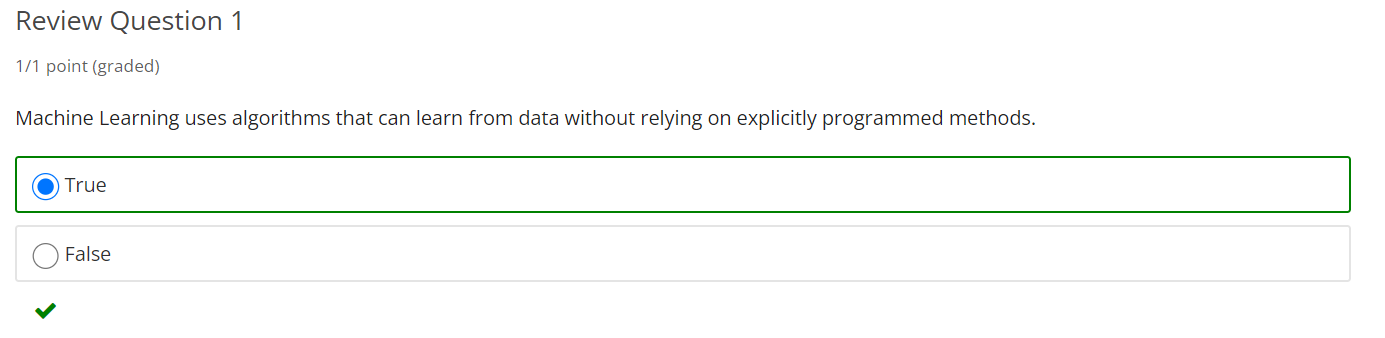 Review Question 1
1/1 point (graded)
Machine Learning uses algorithms that can learn from data without relying on explicitly programmed methods.
True
False